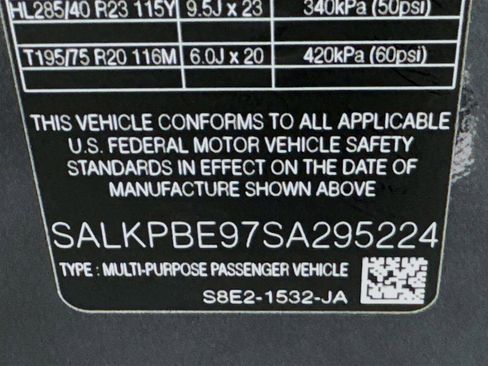 HL285/40 R23 115Y 9.5J x 23 340kPa (50psi)
T195/75 R20 116M 6.0J x 20 420kPa (60psi)
THIS VEHICLE CONFORMS TO ALL APPLICABLE
U.S. FEDERAL MOTOR VEHICLE SAFETY
STANDARDS IN EFFECT ON THE DATE OF
MANUFACTURE SHOWN ABOVE
SALKPBE97SA295224
TYPE : MULTI-PURPOSE PASSENGER VEHICLE
S8E2-1532-JA